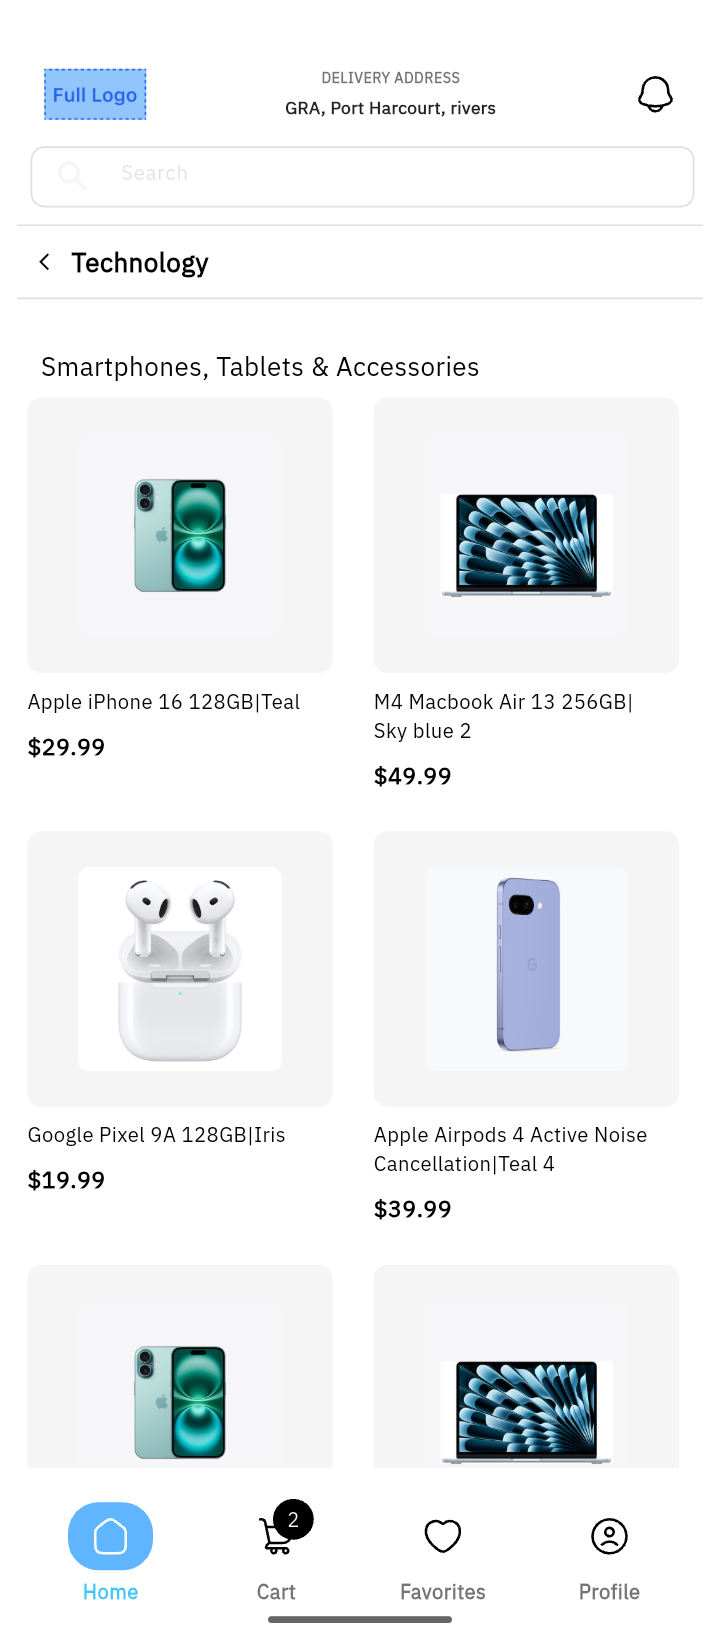 Full Logo
DELIVERY ADDRESS
GRA, Port Harcourt, rivers
Search
Technology
Smartphones, Tablets & Accessories
Apple iPhone 16 128GB|Teal
$29.99
M4 Macbook Air 13 256GB|
Sky blue 2
$49.99
Google Pixel 9A 128GB|Iris
$19.99
Apple Airpods 4 Active Noise
Cancellation|Teal 4
$39.99
2
Home
Cart
Favorites
Profile